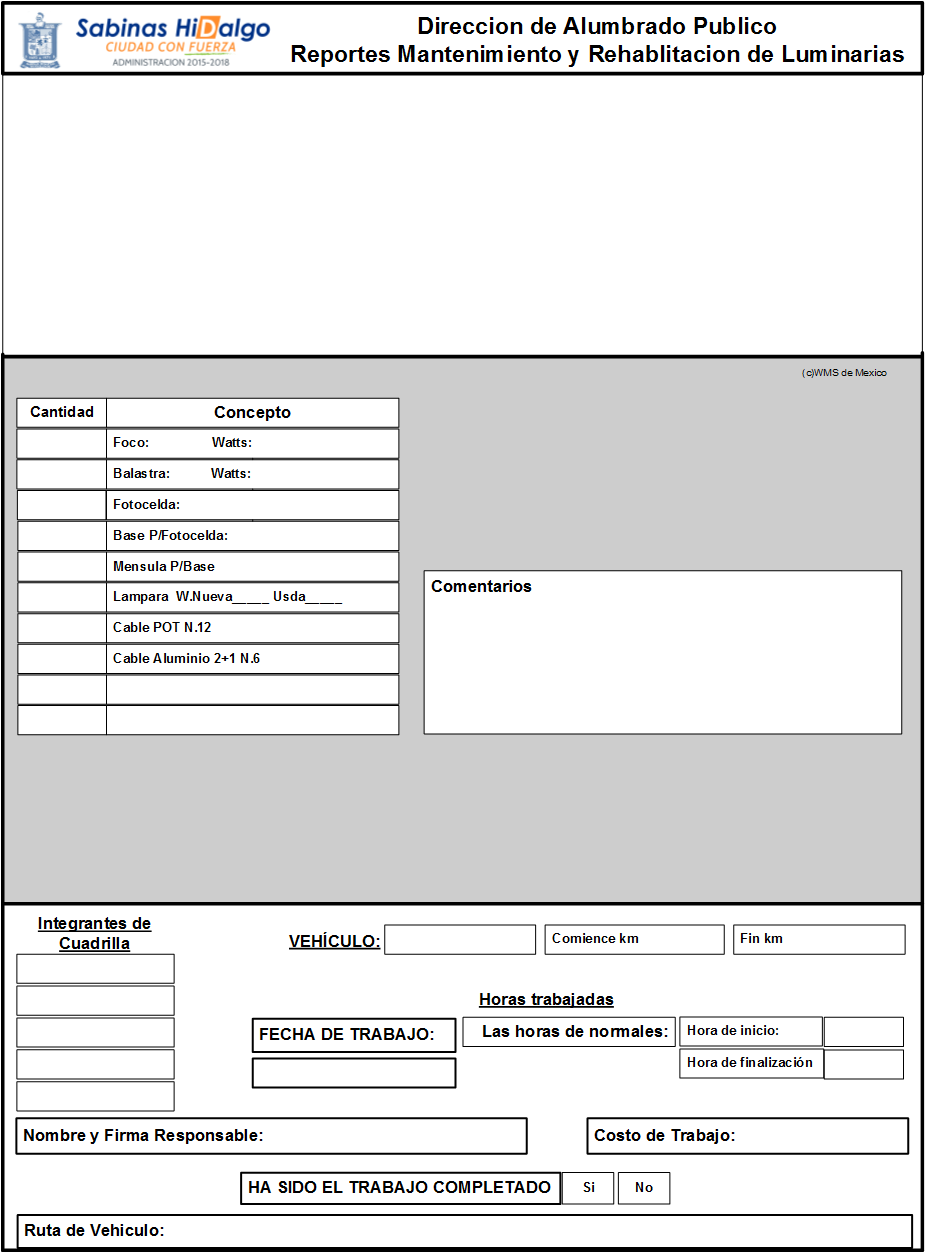 Sabinas HiDalgo
CIUDAD CON FUERZA
ADMINISTRACION 2015-2018
Direccion de Alumbrado Publico
Reportes Mantenimiento y Rehablitacion de Luminarias
(c)WMS de Mexico
Cantidad Concepto
Foco: Watts:
Balastra: Watts:
Fotocelda:
Base P/Fotocelda:
Mensula P/Base
Lampara W.Nueva_____ Usda_____
Cable POT N.12
Cable Aluminio 2+1 N.6
Comentarios
Integrantes de
Cuadrilla
VEHÍCULO:
Comience km
Fin km
Horas trabajadas
FECHA DE TRABAJO:
Las horas de normales:
Hora de inicio:
Hora de finalización
Nombre y Firma Responsable:
Costo de Trabajo:
HA SIDO EL TRABAJO COMPLETADO Si No
Ruta de Vehiculo: